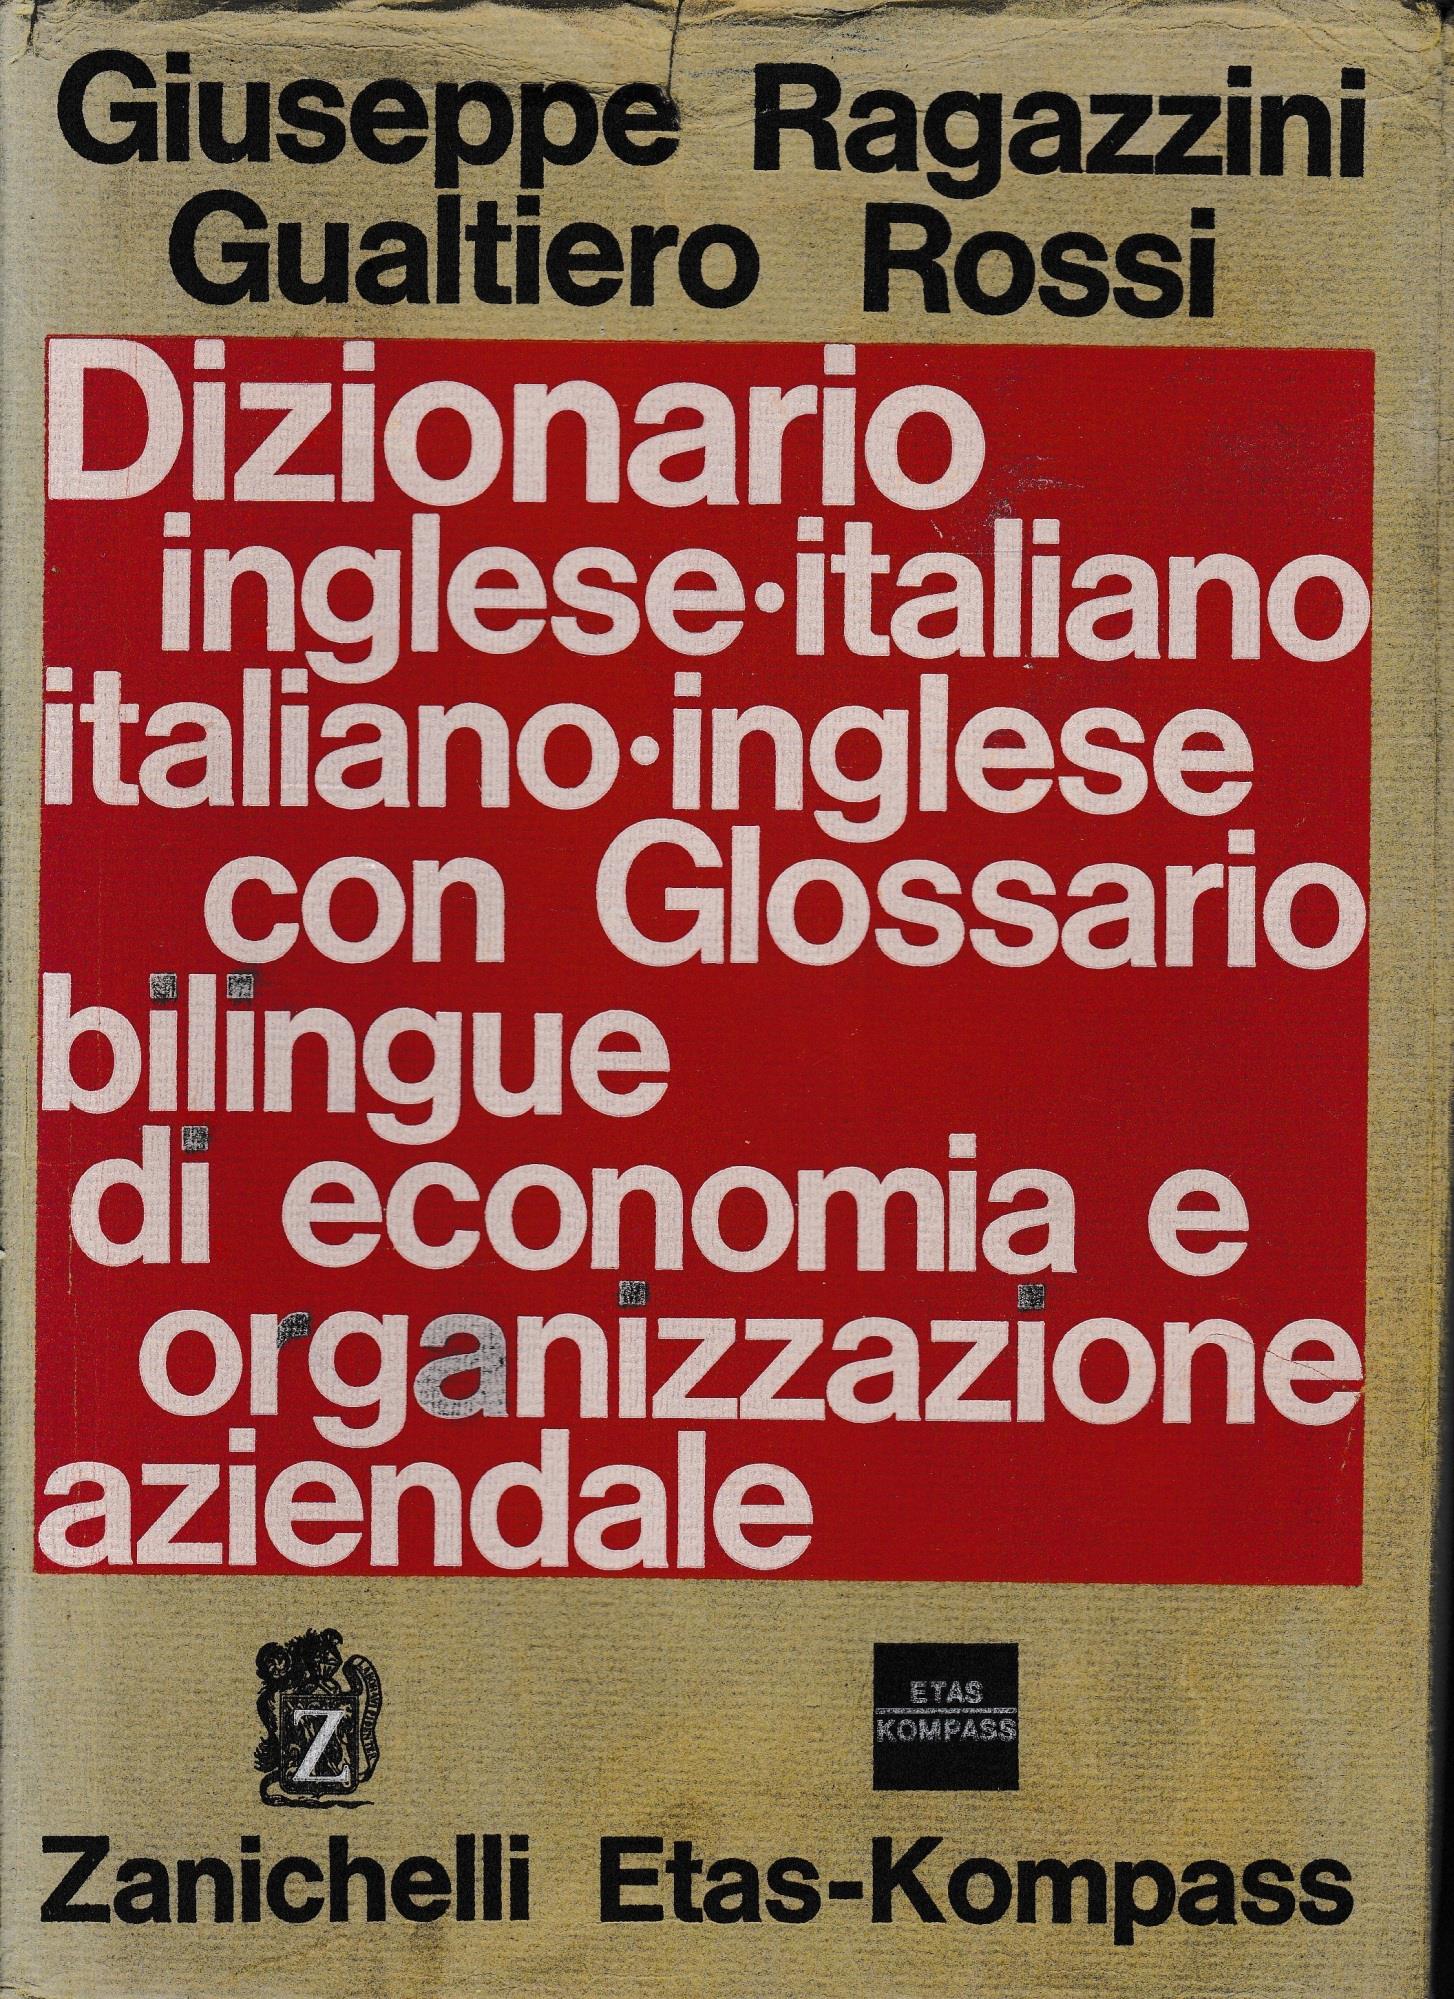 Giuseppe Ragazzini
Gualtiero Rossi
Dizionario
inglese·italiano
italiano·inglese
con Glossario
bilingue
di economia e
organizzazione
aziendale
Z
ETAS
KOMPASS
Zanichelli Etas-Kompass